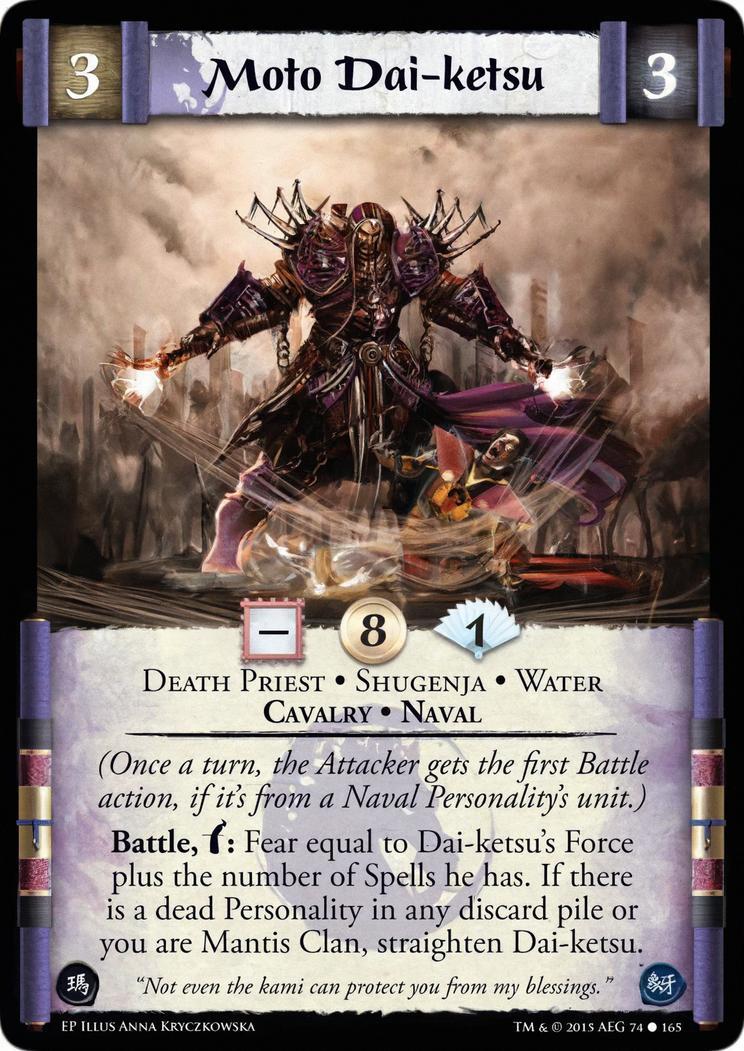 3 Moto Dai-ketsu 3
– 8 1
Death Priest • Shugenja • Water
Cavalry • Naval
(Once a turn, the Attacker gets the first Battle
action, if it's from a Naval Personality's unit.)
Battle, : Fear equal to Dai-ketsu's Force
plus the number of Spells he has. If there
is a dead Personality in any discard pile or
you are Mantis Clan, straighten Dai-ketsu.
"Not even the kami can protect you from my blessings."
瑪
EP Illus Anna Kryczkowska TM & © 2015 AEG 74 ● 165